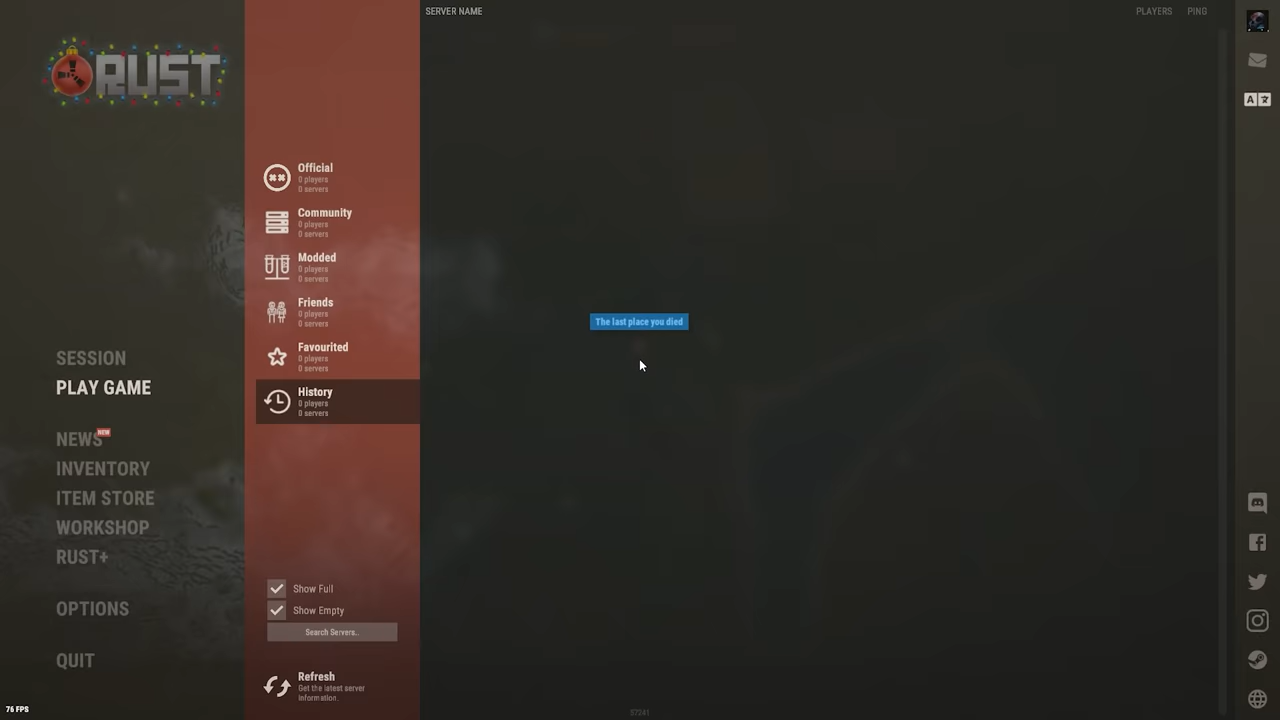 SERVER NAME PLAYERS PING
RUST
Official
0 players
0 servers
Community
0 players
0 servers
Modded
0 players
0 servers
Friends
0 players
0 servers
Favourited
0 players
0 servers
History
0 players
0 servers
The last place you died
SESSION
PLAY GAME
NEWS NEW
INVENTORY
ITEM STORE
WORKSHOP
RUST+
OPTIONS
QUIT
Show Full
Show Empty
Search Servers..
Refresh
Get the latest server
information.
76 FPS
87241
A